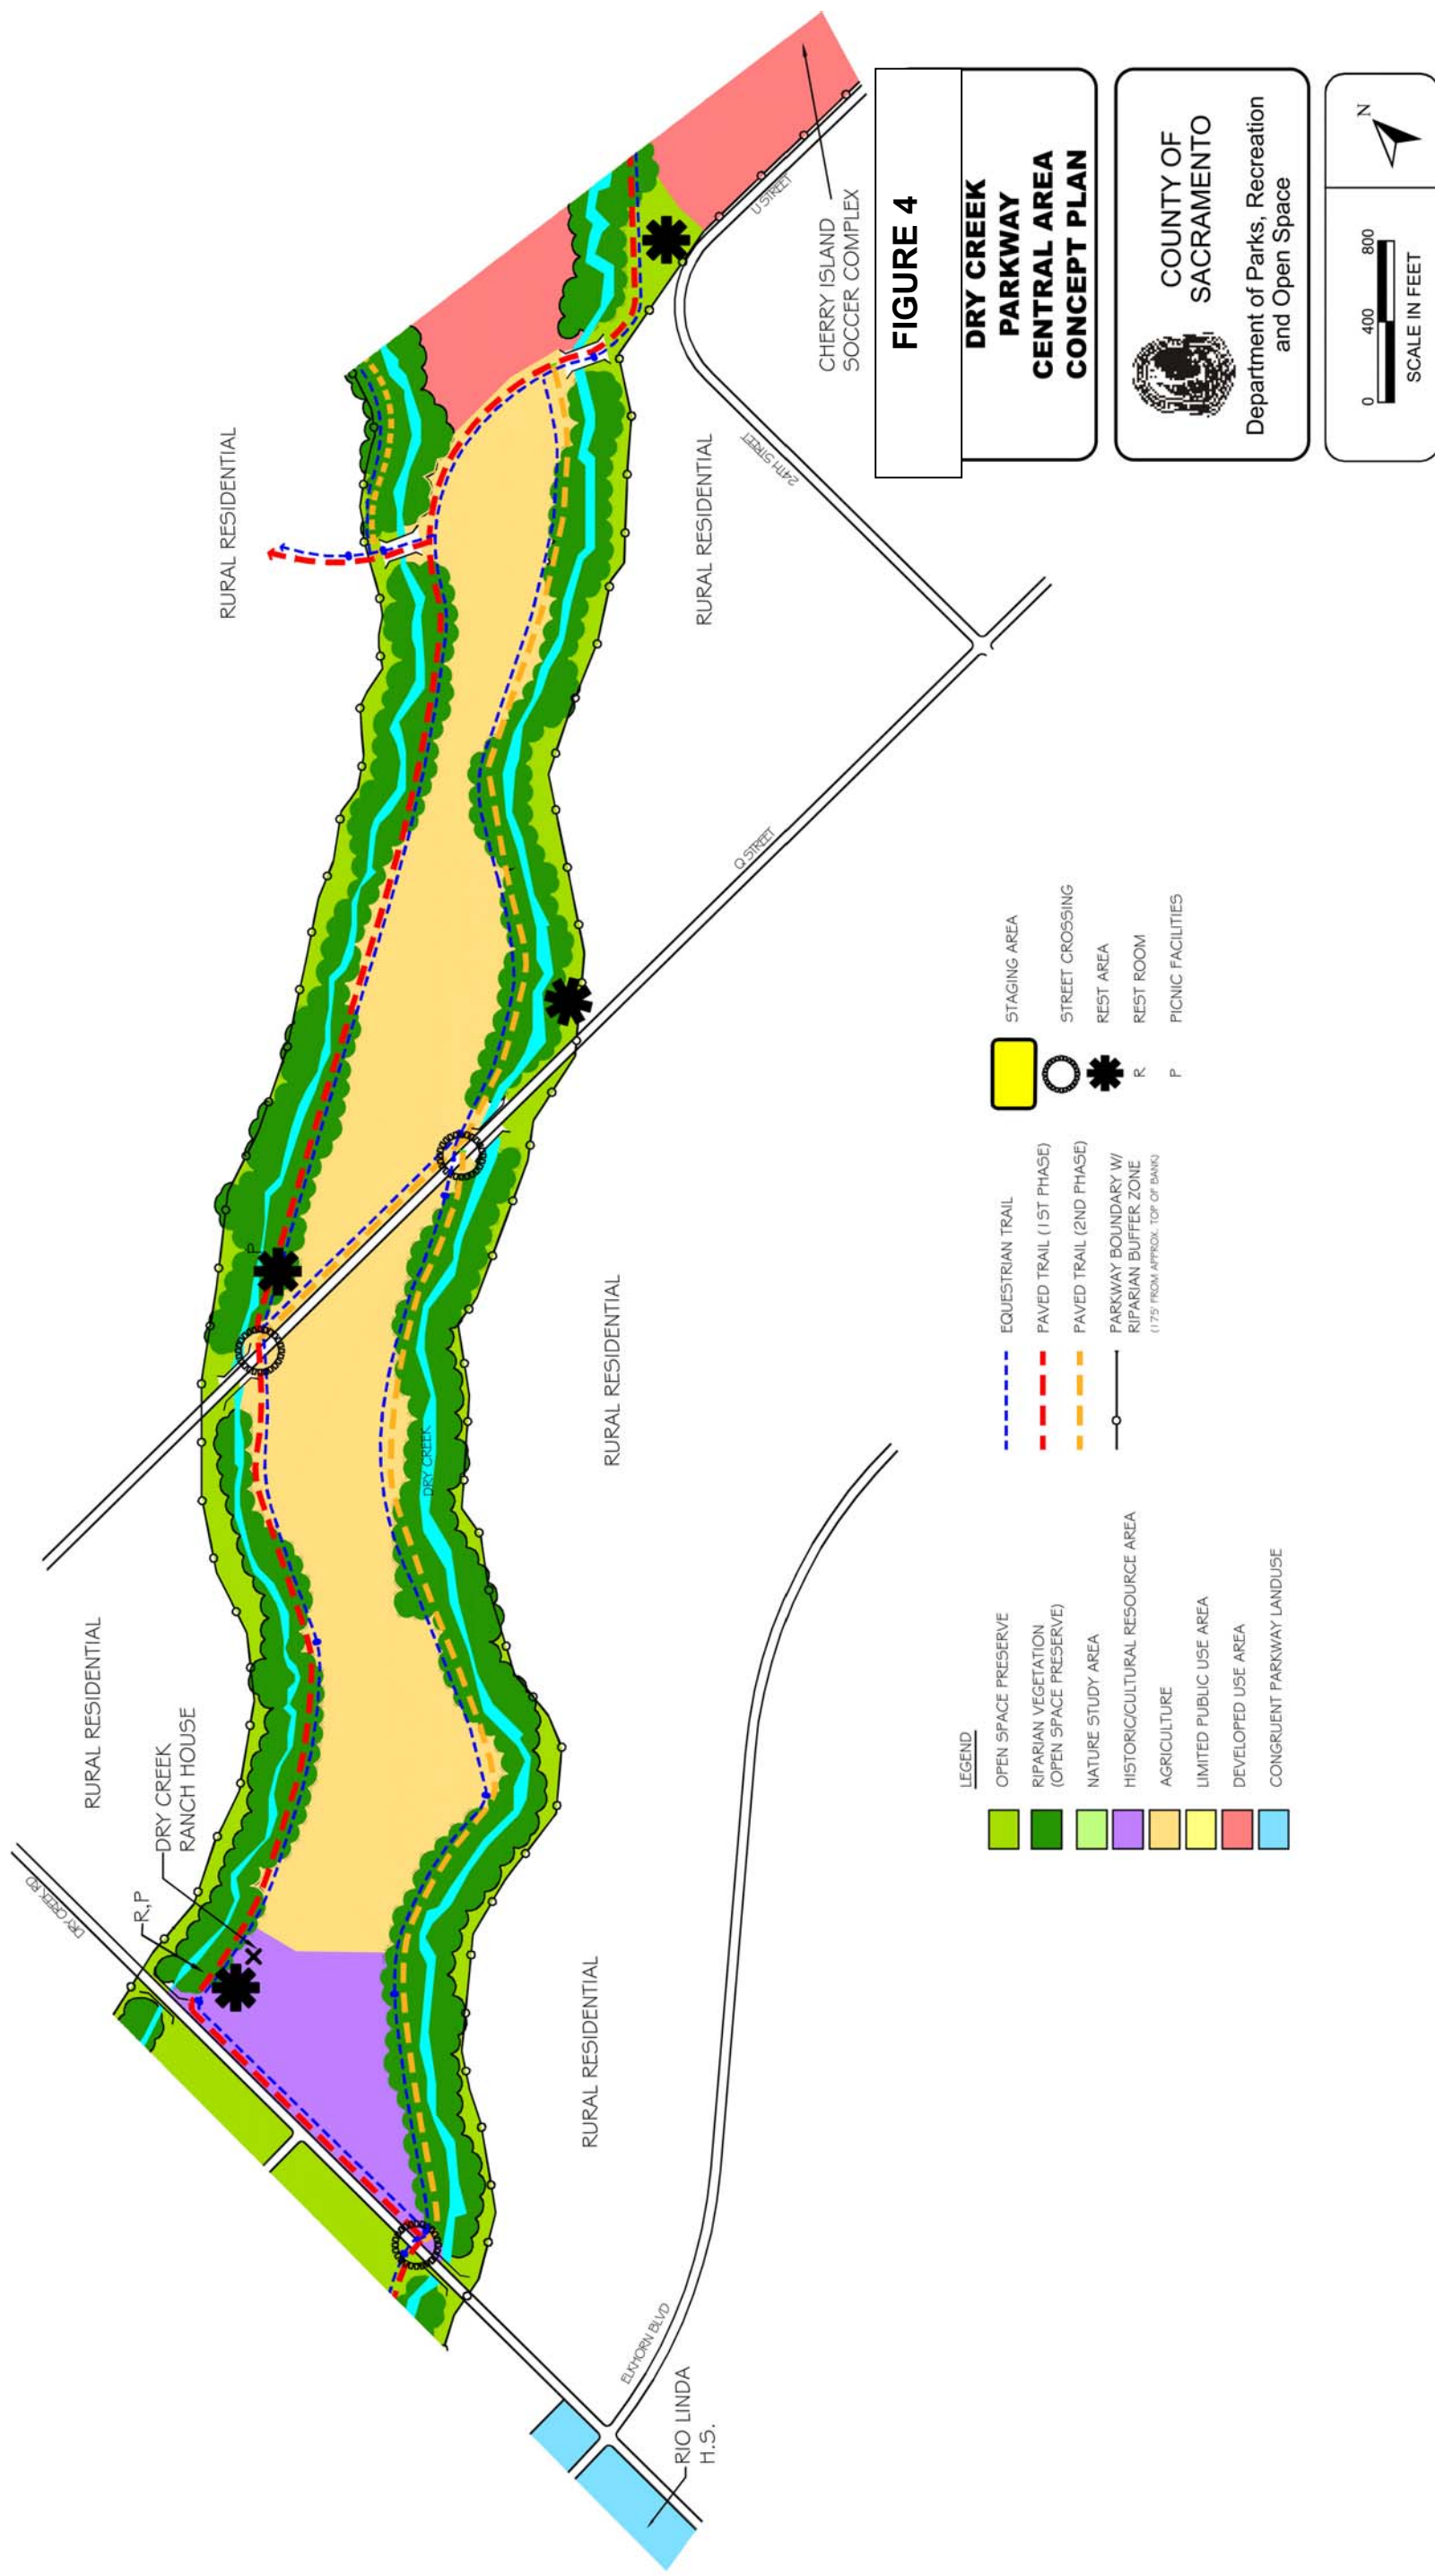 RURAL RESIDENTIAL
RURAL RESIDENTIAL
RURAL RESIDENTIAL
RURAL RESIDENTIAL
RURAL RESIDENTIAL
DRY CREEK
RANCH HOUSE
R,P
DRY CREEK RD
P
DRY CREEK
Q STREET
24TH STREET
U STREET
CHERRY ISLAND
SOCCER COMPLEX
ELKHORN BLVD
RIO LINDA
H.S.
LEGEND
OPEN SPACE PRESERVE
RIPARIAN VEGETATION
(OPEN SPACE PRESERVE)
NATURE STUDY AREA
HISTORIC/CULTURAL RESOURCE AREA
AGRICULTURE
LIMITED PUBLIC USE AREA
DEVELOPED USE AREA
CONGRUENT PARKWAY LANDUSE
EQUESTRIAN TRAIL
PAVED TRAIL (1ST PHASE)
PAVED TRAIL (2ND PHASE)
PARKWAY BOUNDARY W/
RIPARIAN BUFFER ZONE
(175' FROM APPROX. TOP OF BANK)
STAGING AREA
STREET CROSSING
REST AREA
R REST ROOM
P PICNIC FACILITIES
FIGURE 4
DRY CREEK
PARKWAY
CENTRAL AREA
CONCEPT PLAN
COUNTY OF
SACRAMENTO
Department of Parks, Recreation
and Open Space
0 400 800
SCALE IN FEET
N